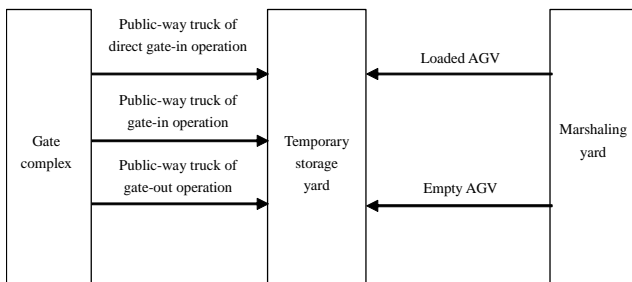 Public-way truck of
direct gate-in operation
Loaded AGV
Public-way truck of
gate-in operation
Gate
complex
Temporary
storage
yard
Marshaling
yard
Public-way truck of
gate-out operation
Empty AGV